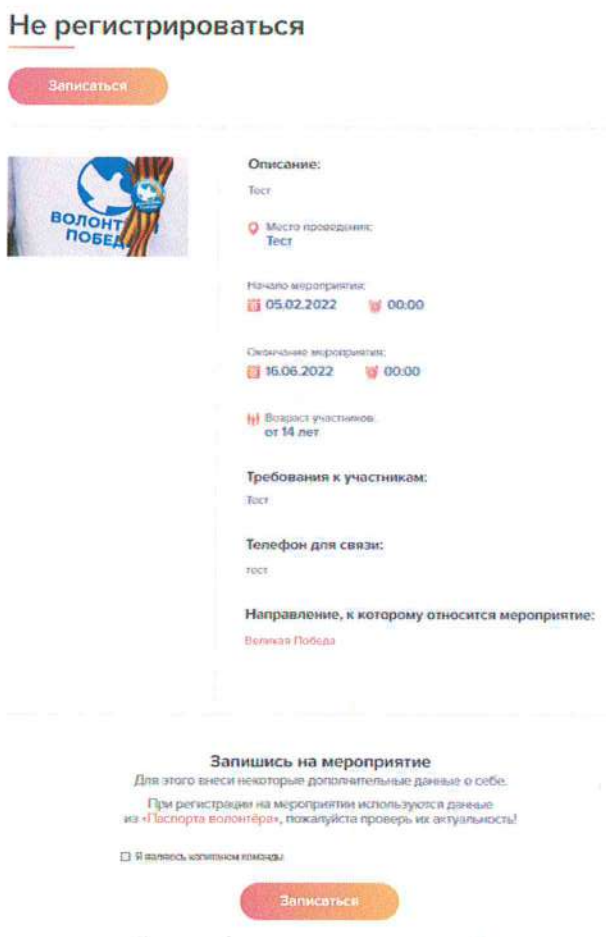 Не регистрироваться
Записаться
ВОЛОНТ
ПОБЕД
Описание:
Тест
Место проведения:
Тест
Начало мероприятия:
05.02.2022 00:00
Окончание мероприятия:
16.06.2022 00:00
Возраст участников:
от 14 лет
Требования к участникам:
Тест
Телефон для связи:
тест
Направление, к которому относится мероприятие:
Великая Победа
Запишись на мероприятие
Для этого внеси некоторые дополнительные данные о себе.
При регистрации на мероприятии используются данные
из «Паспорта волонтёра», пожалуйста проверь их актуальность!
Я являюсь капитаном команды
Записаться